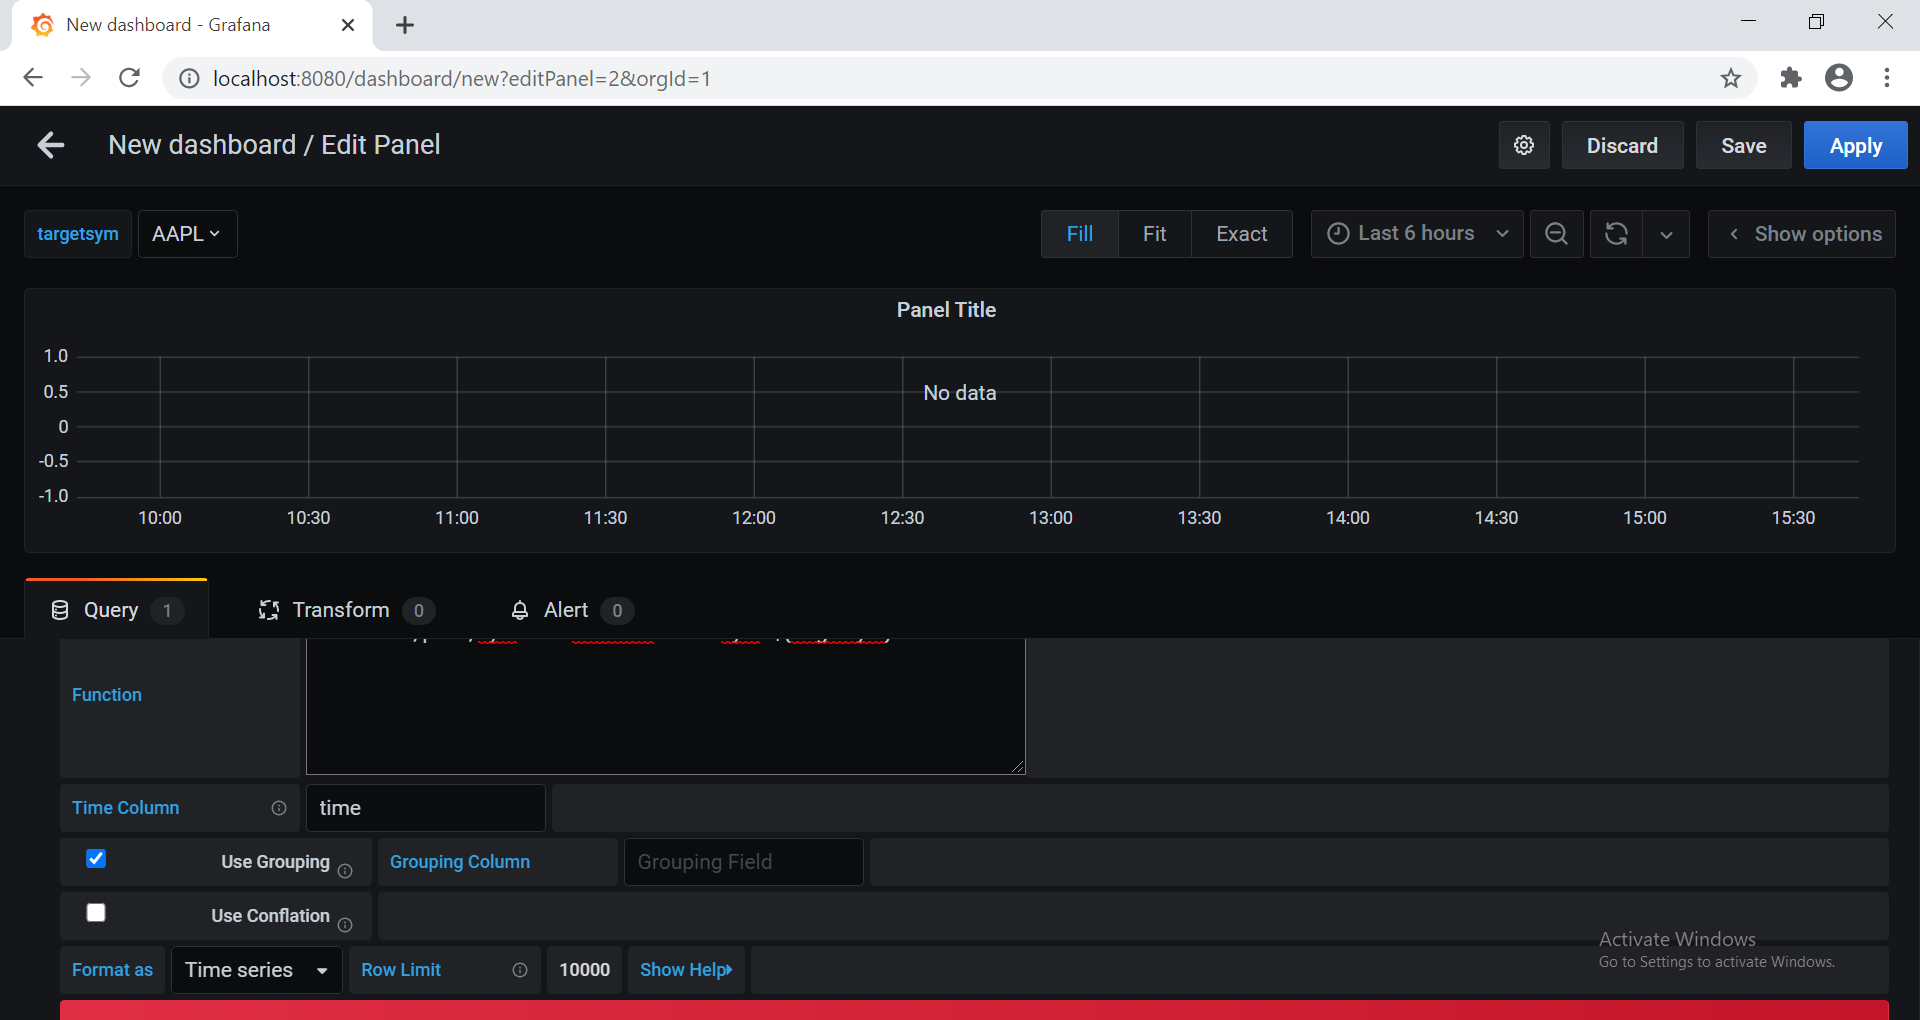 New dashboard - Grafana
localhost:8080/dashboard/new?editPanel=2&orgId=1
New dashboard / Edit Panel
Discard
Save
Apply
targetsym
AAPL
Fill
Fit
Exact
Last 6 hours
Show options
Panel Title
1.0
0.5
0
-0.5
-1.0
No data
10:00
10:30
11:00
11:30
12:00
12:30
13:00
13:30
14:00
14:30
15:00
15:30
Query 1
Transform 0
Alert 0
Function
Time Column
time
Use Grouping
Grouping Column
Grouping Field
Use Conflation
Format as
Time series
Row Limit
10000
Show Help
Activate Windows
Go to Settings to activate Windows.